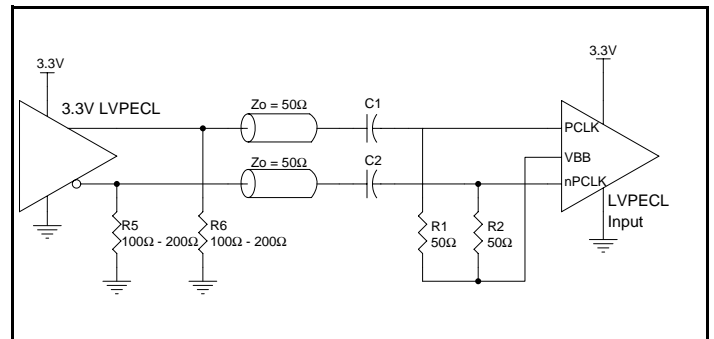 3.3V
3.3V
3.3V LVPECL
Zo = 50Ω
C1
Zo = 50Ω
C2
PCLK
VBB
nPCLK
LVPECL
Input
R5
100Ω - 200Ω
R6
100Ω - 200Ω
R1
50Ω
R2
50Ω